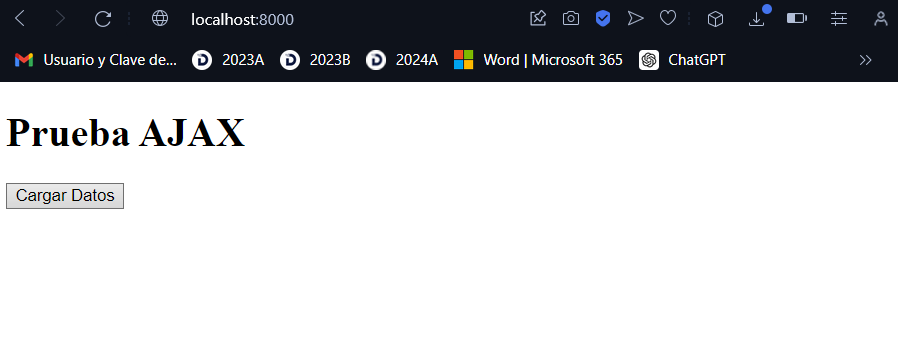 localhost:8000
Usuario y Clave de... 2023A 2023B 2024A Word | Microsoft 365 ChatGPT
Prueba AJAX
Cargar Datos